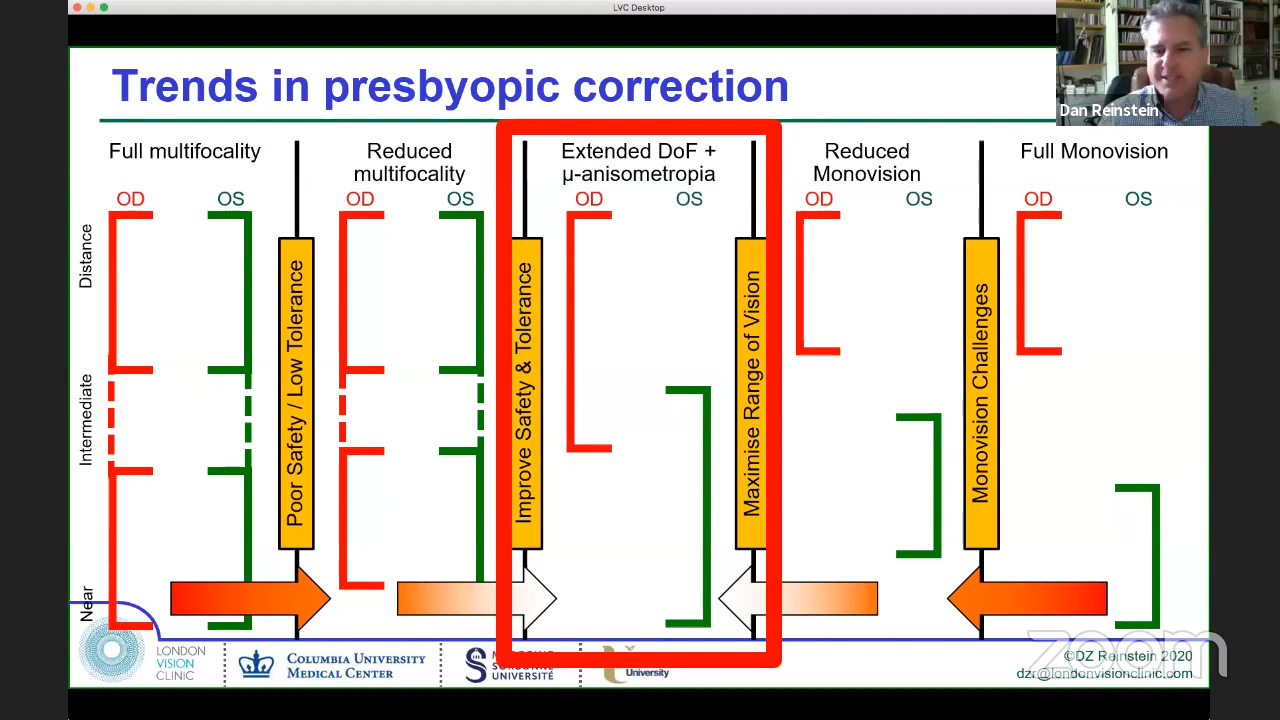 LVC Desktop
Trends in presbyopic correction
Dan Reinstein
Full multifocality
Reduced
multifocality
Extended DoF +
µ-anisometropia
Reduced
Monovision
Full Monovision
OD OS
OD OS
OD OS
OD OS
OD OS
Distance
Intermediate
Near
Poor Safety / Low Tolerance
Improve Safety & Tolerance
Maximise Range of Vision
Monovision Challenges
LONDON
VISION
CLINIC
COLUMBIA UNIVERSITY
MEDICAL CENTER
SORBONNE
UNIVERSITÉ
University
zoom
©DZ Reinstein 2020
dzr@londonvisionclinic.com